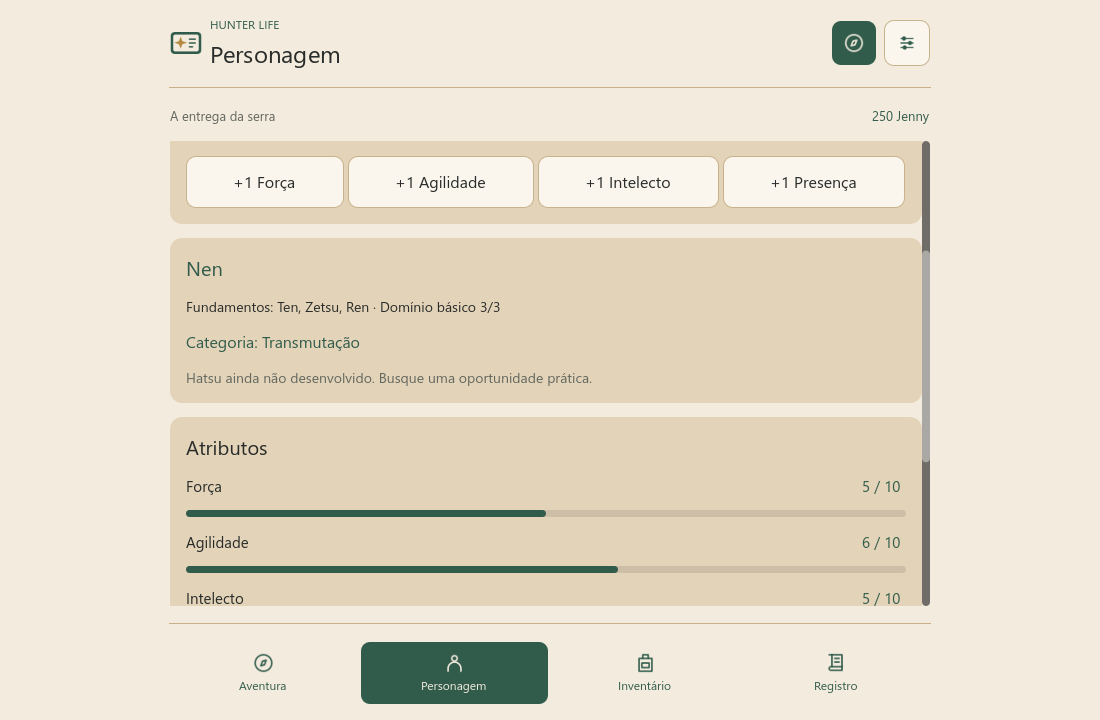 HUNTER LIFE
Personagem
A entrega da serra
250 Jenny
+1 Força
+1 Agilidade
+1 Intelecto
+1 Presença
Nen
Fundamentos: Ten, Zetsu, Ren · Domínio básico 3/3
Categoria: Transmutação
Hatsu ainda não desenvolvido. Busque uma oportunidade prática.
Atributos
Força
5 / 10
Agilidade
6 / 10
Intelecto
5 / 10
Aventura
Personagem
Inventário
Registro